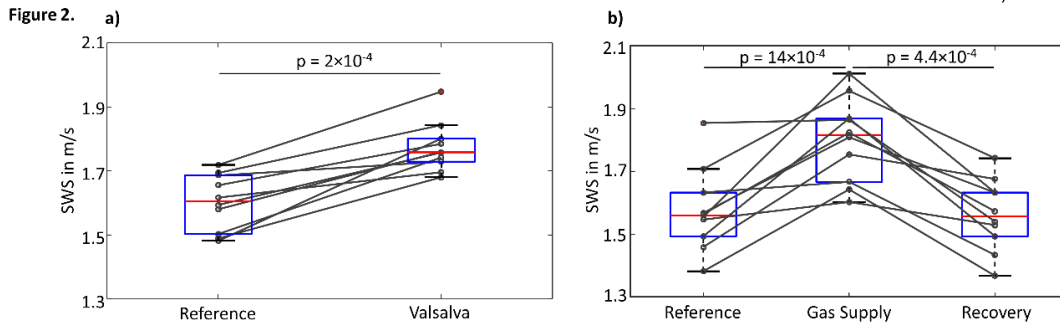 Figure 2.
a)
2.1
1.9
1.7
1.5
1.3
SWS in m/s
p = 2×10⁻⁴
Reference
Valsalva
b)
2.1
1.9
1.7
1.5
1.3
SWS in m/s
p = 14×10⁻⁴
p = 4.4×10⁻⁴
Reference
Gas Supply
Recovery